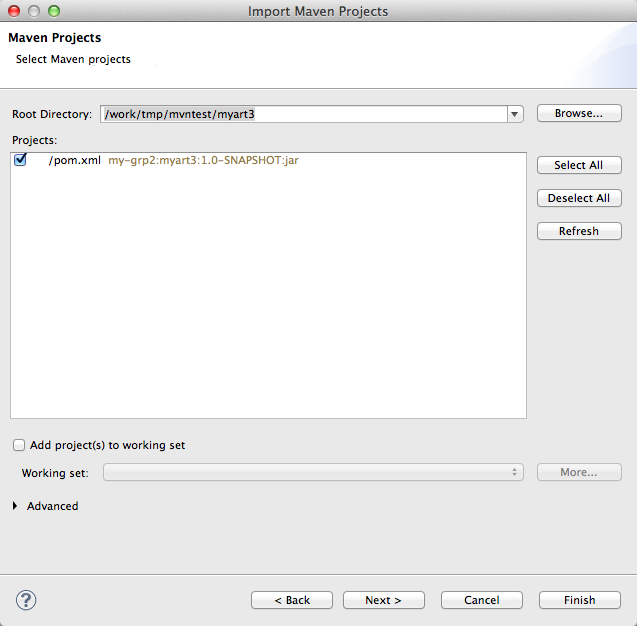 Import Maven Projects
Maven Projects
Select Maven projects
Root Directory: /work/tmp/mvntest/myart3 Browse...
Projects:
/pom.xml my-grp2:myart3:1.0-SNAPSHOT:jar
Select All
Deselect All
Refresh
Add project(s) to working set
Working set: More...
Advanced
? < Back Next > Cancel Finish